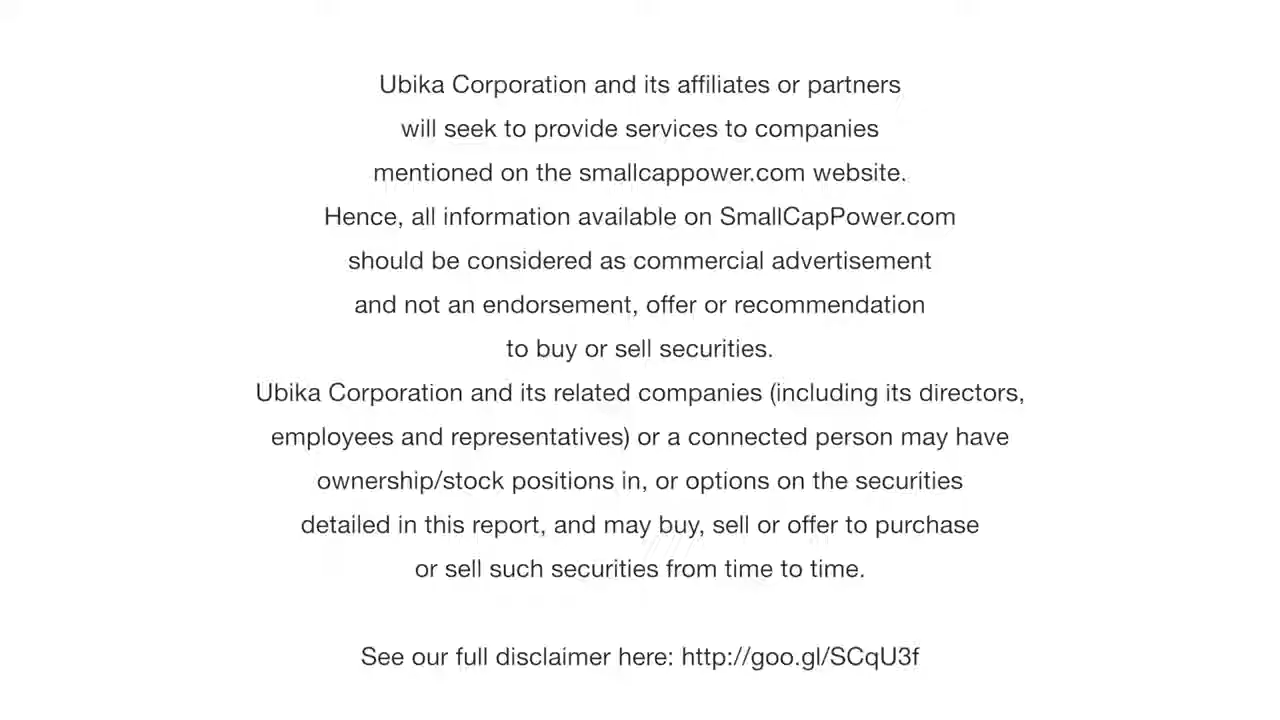 Ubika Corporation and its affiliates or partners
will seek to provide services to companies
mentioned on the smallcappower.com website.
Hence, all information available on SmallCapPower.com
should be considered as commercial advertisement
and not an endorsement, offer or recommendation
to buy or sell securities.
Ubika Corporation and its related companies (including its directors,
employees and representatives) or a connected person may have
ownership/stock positions in, or options on the securities
detailed in this report, and may buy, sell or offer to purchase
or sell such securities from time to time.
See our full disclaimer here: http://goo.gl/SCqU3f